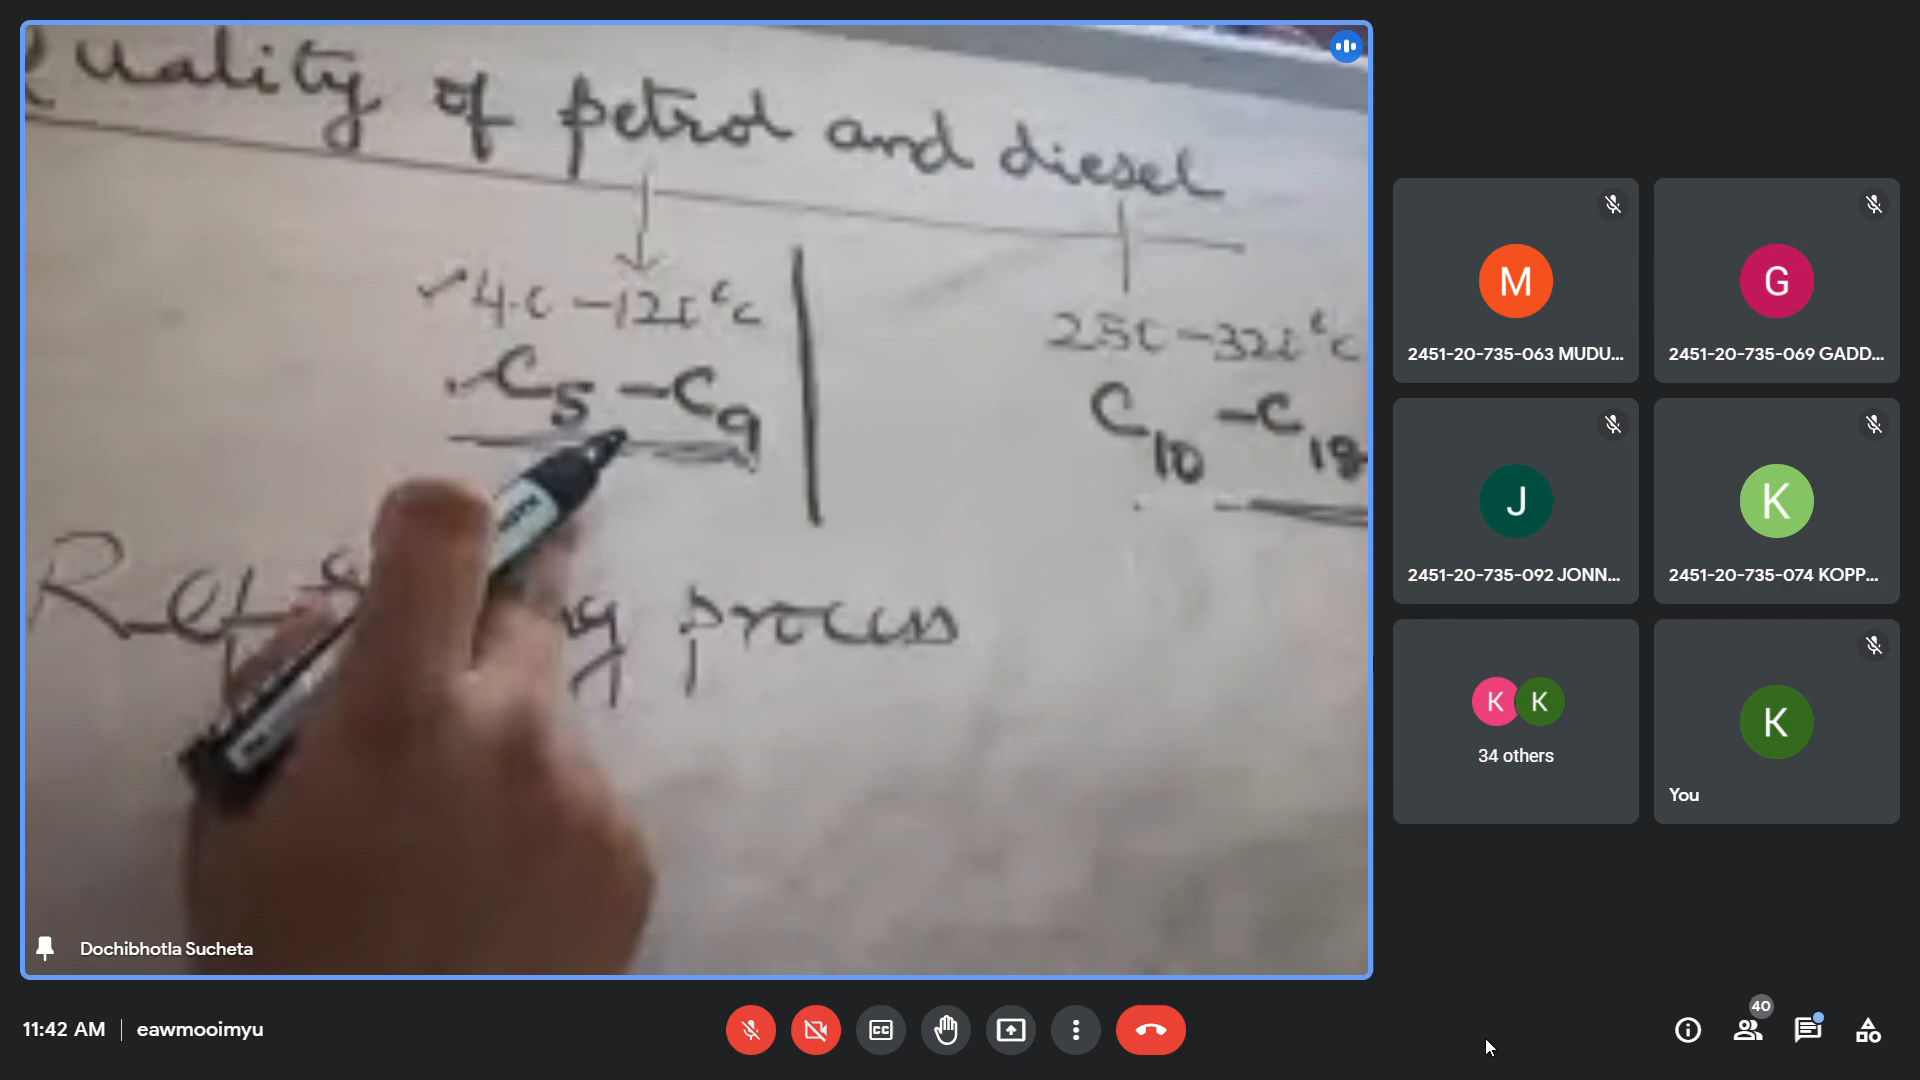 Quality of petrol and diesel
40-120°c
250-320°c
C5-C9
C10-C18
process
Dochibhotla Sucheta
M
2451-20-735-063 MUDU...
G
2451-20-735-069 GADD...
J
2451-20-735-092 JONN...
K
2451-20-735-074 KOPP...
K K
34 others
K
You
11:42 AM | eawmooimyu
CC
40